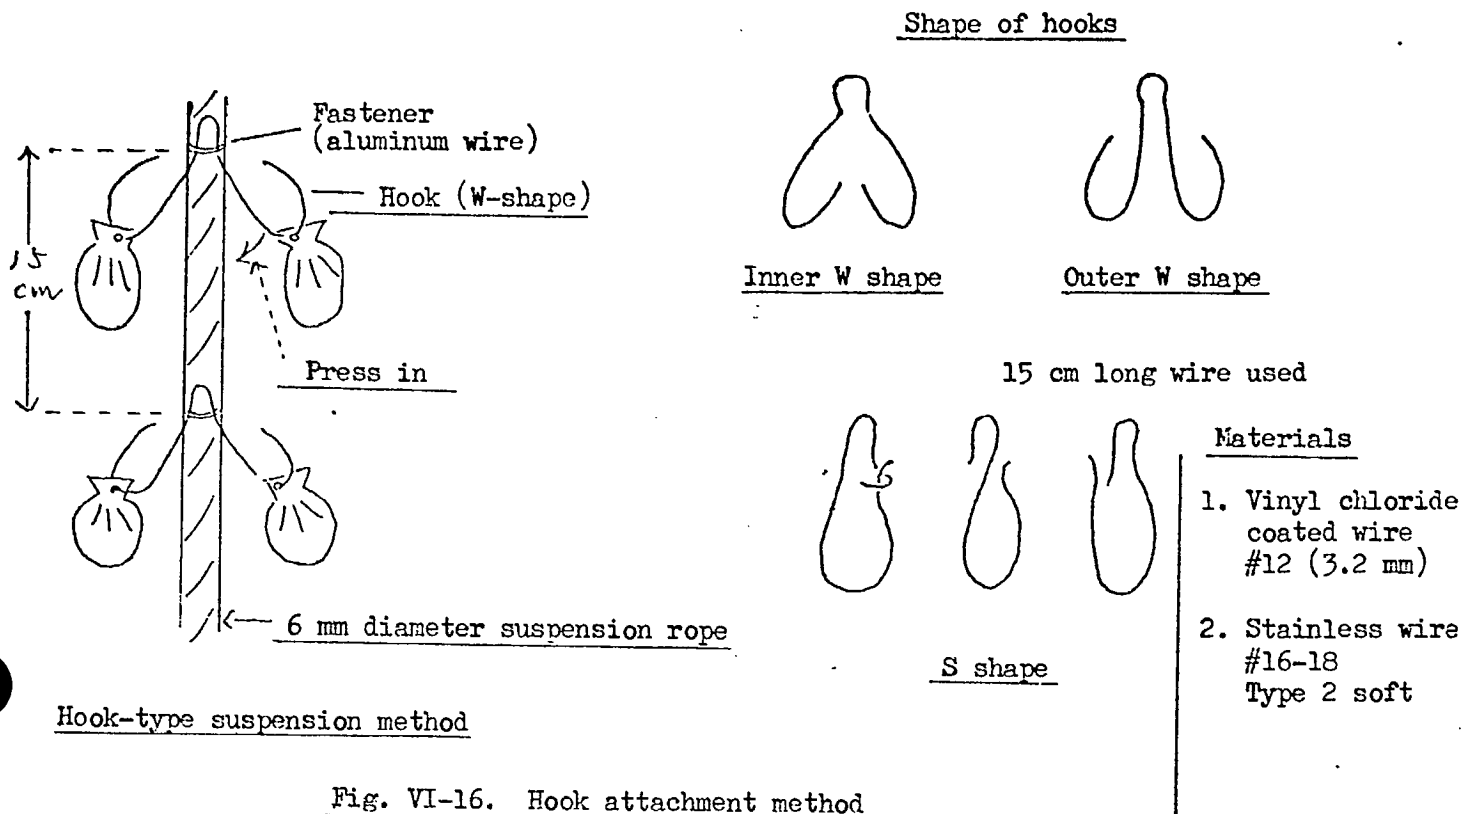 Shape of hooks
Fastener
(aluminum wire)
Hook (W-shape)
15
cm
Press in
6 mm diameter suspension rope
Hook-type suspension method
Inner W shape
Outer W shape
15 cm long wire used
S shape
Materials
1. Vinyl chloride
coated wire
#12 (3.2 mm)
2. Stainless wire
#16-18
Type 2 soft
Fig. VI-16. Hook attachment method